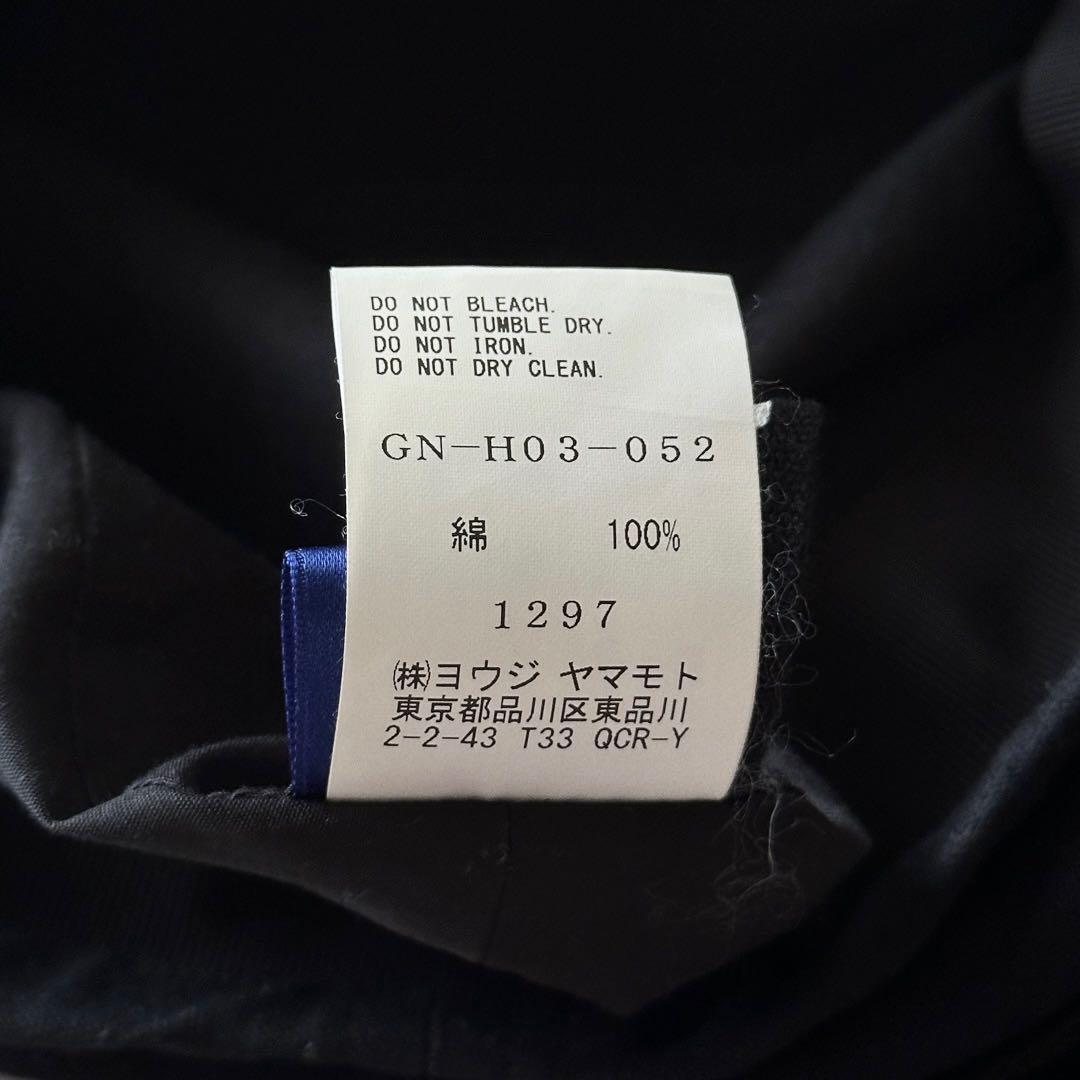 DO NOT BLEACH.
DO NOT TUMBLE DRY.
DO NOT IRON.
DO NOT DRY CLEAN.
GN-H03-052
綿 100%
1297
㈱ヨウジ ヤマモト
東京都品川区東品川
2-2-43 T33 QCR-Y